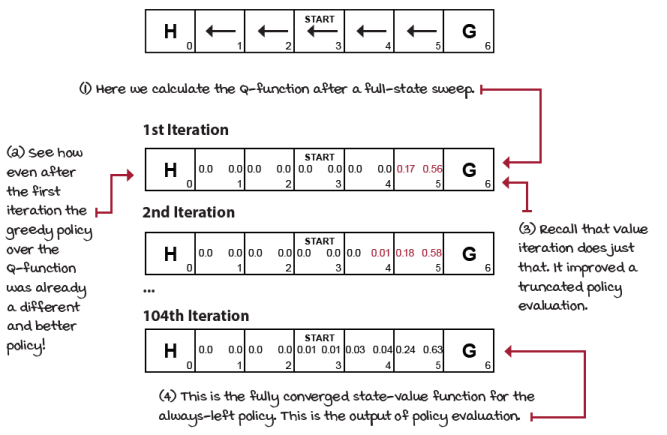 START
H G
0 1 2 3 4 5 6
(1) Here we calculate the Q-function after a full-state sweep.
1st Iteration
START
H 0.0 0.0 0.0 0.0 0.0 0.0 0.0 0.0 0.17 0.56 G
0 1 2 3 4 5 6
(2) See how
even after
the first
iteration the
greedy policy
over the
Q-function
was already
a different
and better
policy!
2nd Iteration
START
H 0.0 0.0 0.0 0.0 0.0 0.0 0.0 0.01 0.18 0.58 G
0 1 2 3 4 5 6
...
(3) Recall that value
iteration does just
that. It improved a
truncated policy
evaluation.
104th Iteration
START
H 0.0 0.0 0.0 0.0 0.01 0.01 0.03 0.04 0.24 0.63 G
0 1 2 3 4 5 6
(4) This is the fully converged state-value function for the
always-left policy. This is the output of policy evaluation.